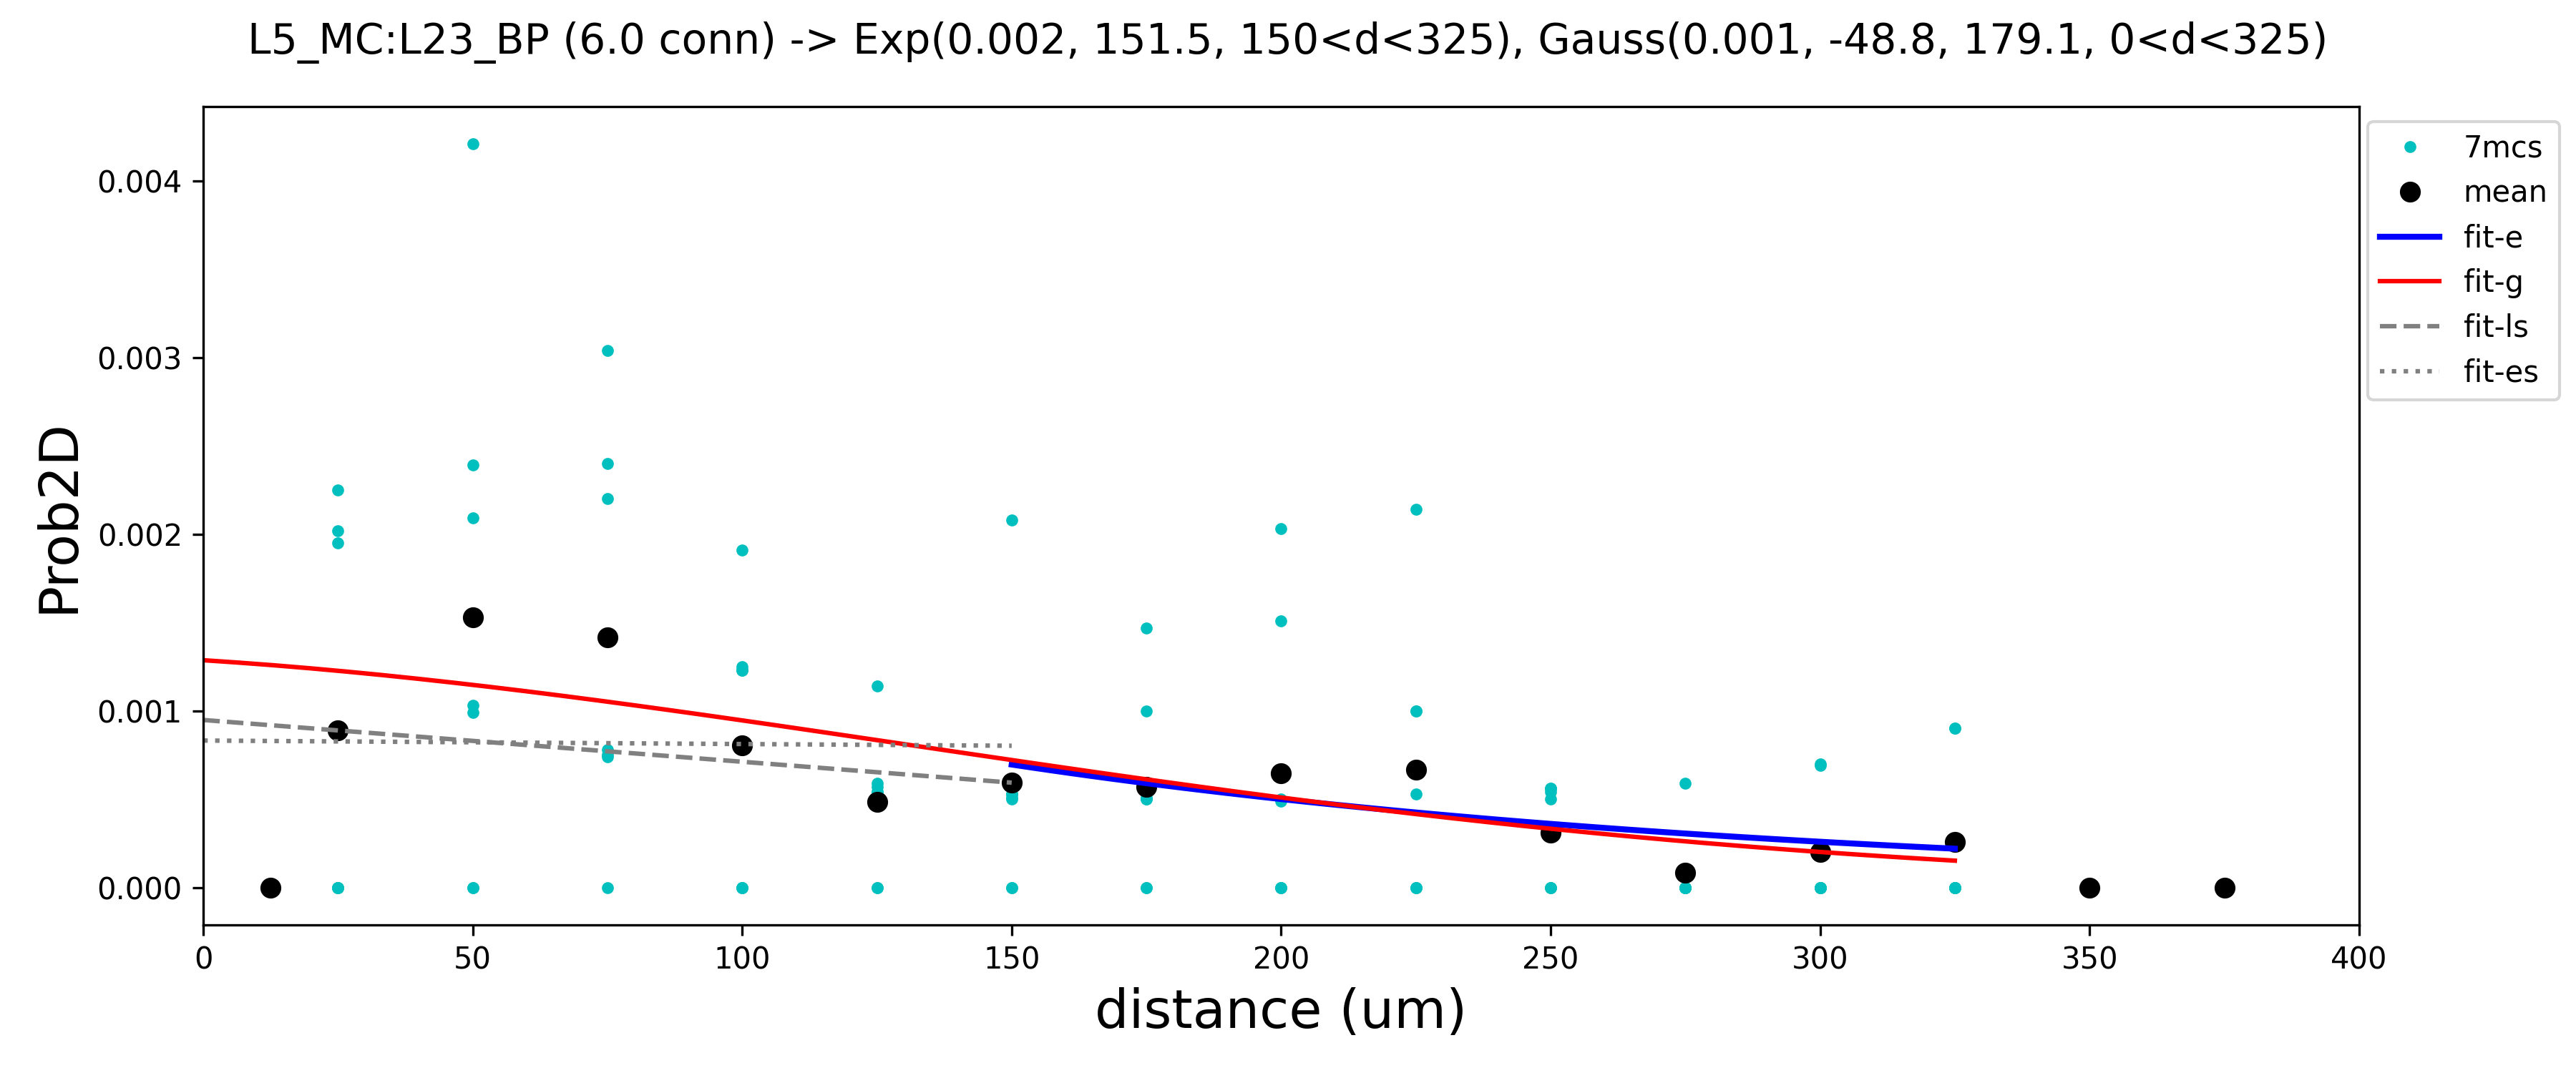 L5_MC:L23_BP (6.0 conn) -> Exp(0.002, 151.5, 150<d<325), Gauss(0.001, -48.8, 179.1, 0<d<325)
7mcs
mean
fit-e
fit-g
fit-ls
fit-es
Prob2D
0.004
0.003
0.002
0.001
0.000
0 50 100 150 200 250 300 350 400
distance (um)